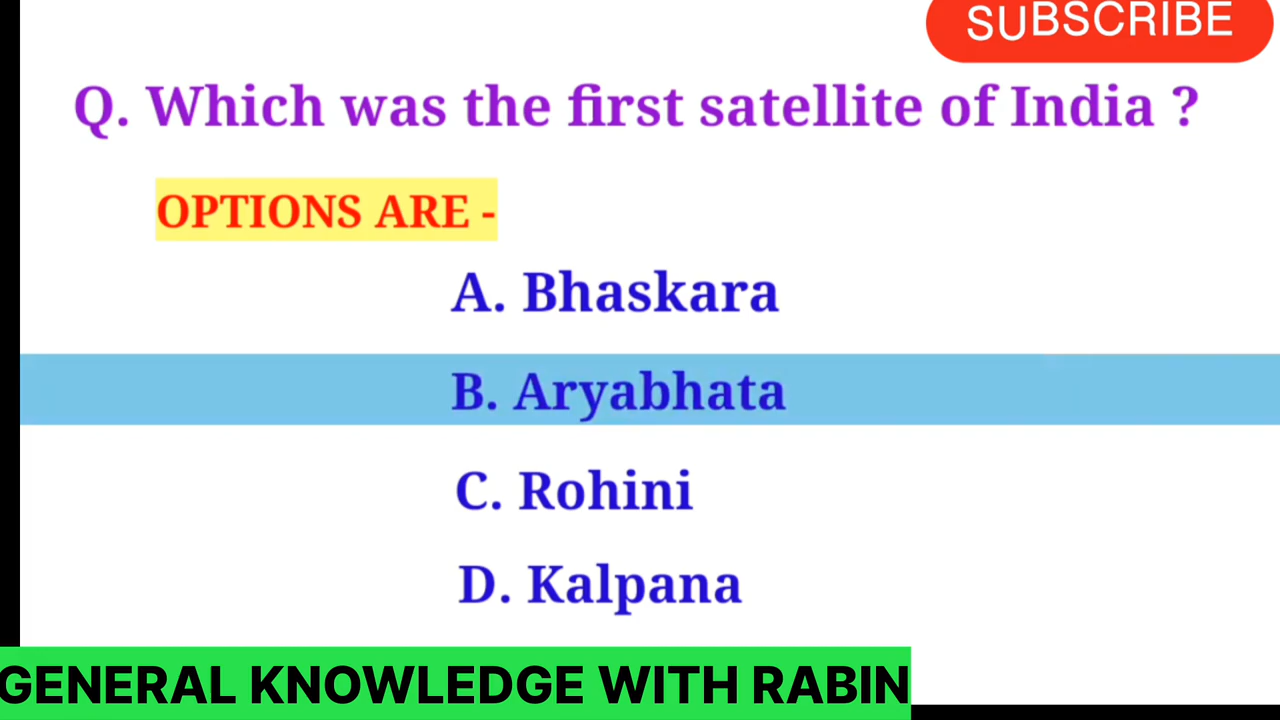 SUBSCRIBE
Q. Which was the first satellite of India ?
OPTIONS ARE -
A. Bhaskara
B. Aryabhata
C. Rohini
D. Kalpana
GENERAL KNOWLEDGE WITH RABIN